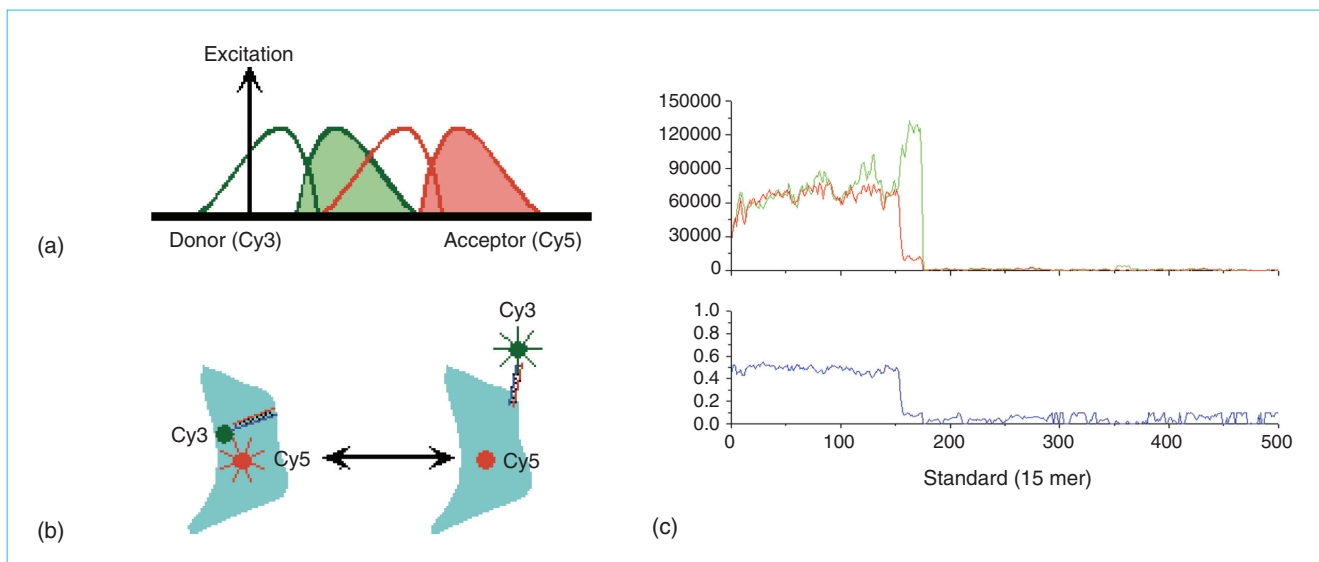 Excitation
Donor (Cy3)
Acceptor (Cy5)
(a)
Cy3
Cy3
Cy5
Cy5
(b)
150000
120000
90000
60000
30000
0
1.0
0.8
0.6
0.4
0.2
0.0
0
100
200
300
400
500
Standard (15 mer)
(c)